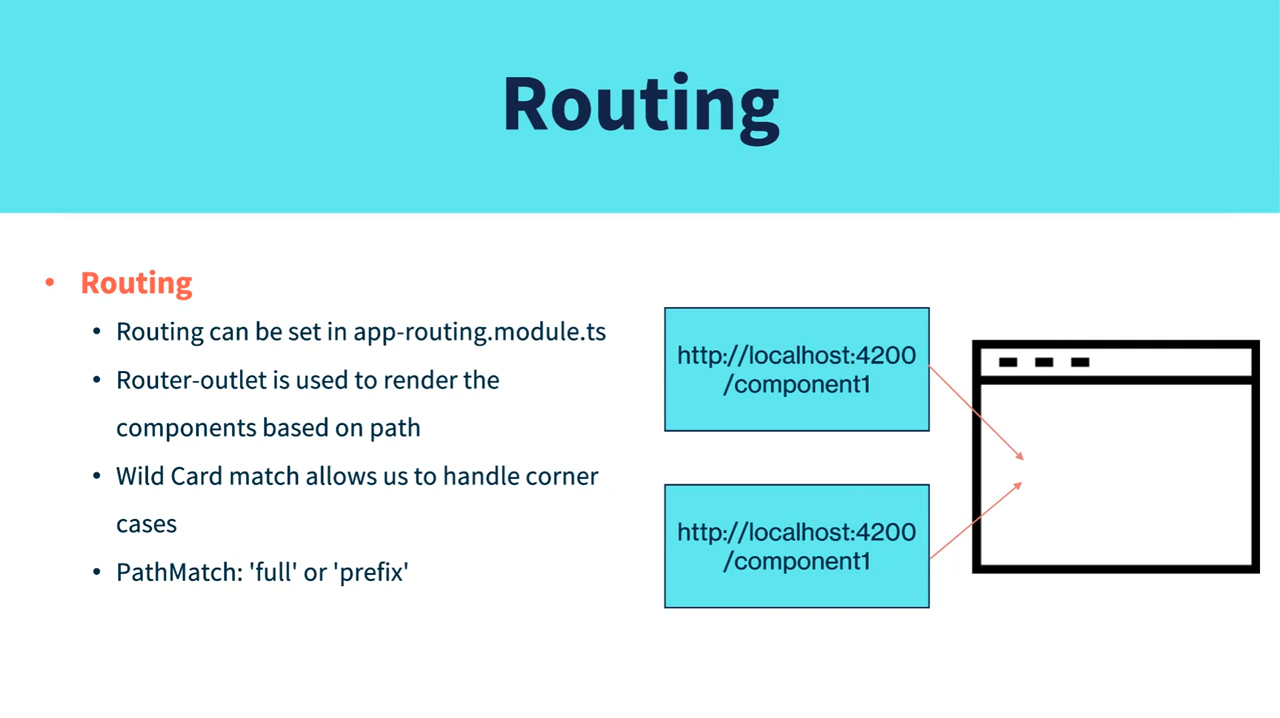 Routing
• Routing
• Routing can be set in app-routing.module.ts
• Router-outlet is used to render the
components based on path
• Wild Card match allows us to handle corner
cases
• PathMatch: 'full' or 'prefix'
http://localhost:4200
/component1
http://localhost:4200
/component1